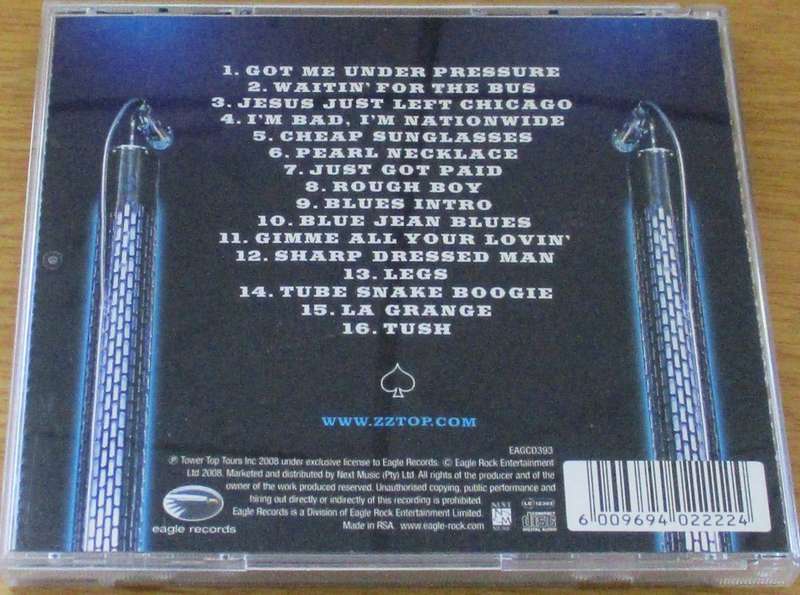 1. GOT ME UNDER PRESSURE
2. WAITIN' FOR THE BUS
3. JESUS JUST LEFT CHICAGO
4. I'M BAD, I'M NATIONWIDE
5. CHEAP SUNGLASSES
6. PEARL NECKLACE
7. JUST GOT PAID
8. ROUGH BOY
9. BLUES INTRO
10. BLUE JEAN BLUES
11. GIMME ALL YOUR LOVIN'
12. SHARP DRESSED MAN
13. LEGS
14. TUBE SNAKE BOOGIE
15. LA GRANGE
16. TUSH
WWW.ZZTOP.COM
EAGCD393
℗ Tower Top Tours Inc 2008 under exclusive license to Eagle Records. © Eagle Rock Entertainment
Ltd 2008. Marketed and distributed by Next Music (Pty) Ltd. All rights of the producer and of the
owner of the work produced reserved. Unauthorised copying, public performance and
hiring out directly or indirectly of this recording is prohibited.
Eagle Records is a Division of Eagle Rock Entertainment Limited.
Made in RSA. www.eagle-rock.com
eagle records
NEXT
MUSIC
COMPACT
disc
DIGITAL AUDIO
6 009694 022224